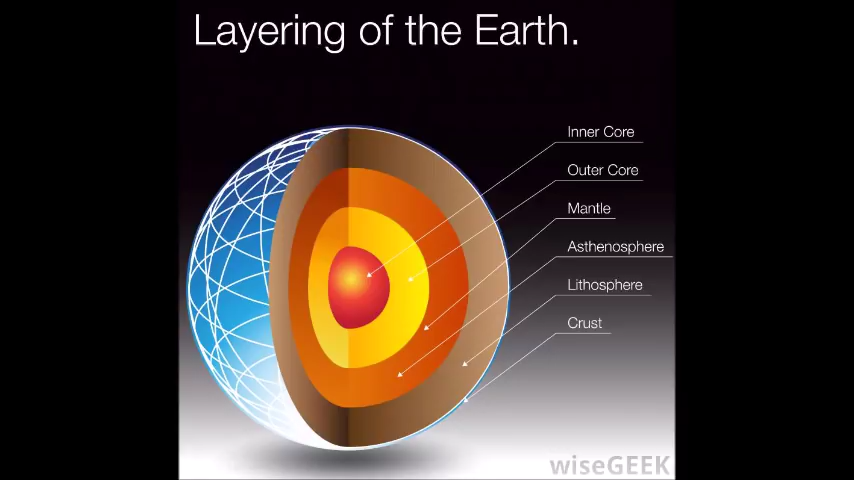 Layering of the Earth.
Inner Core
Outer Core
Mantle
Asthenosphere
Lithosphere
Crust
wiseGEEK